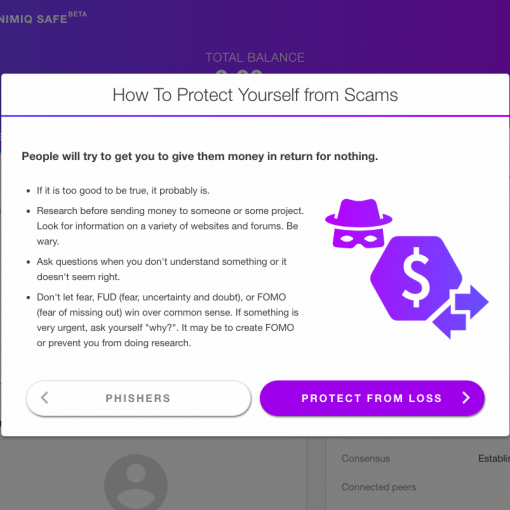 NIMIQ SAFE BETA
TOTAL BALANCE
How To Protect Yourself from Scams
People will try to get you to give them money in return for nothing.
• If it is too good to be true, it probably is.
• Research before sending money to someone or some project.
Look for information on a variety of websites and forums. Be
wary.
• Ask questions when you don't understand something or it
doesn't seem right.
• Don't let fear, FUD (fear, uncertainty and doubt), or FOMO
(fear of missing out) win over common sense. If something is
very urgent, ask yourself "why?". It may be to create FOMO
or prevent you from doing research.
$
PHISHERS
PROTECT FROM LOSS
Consensus Establis
Connected peers